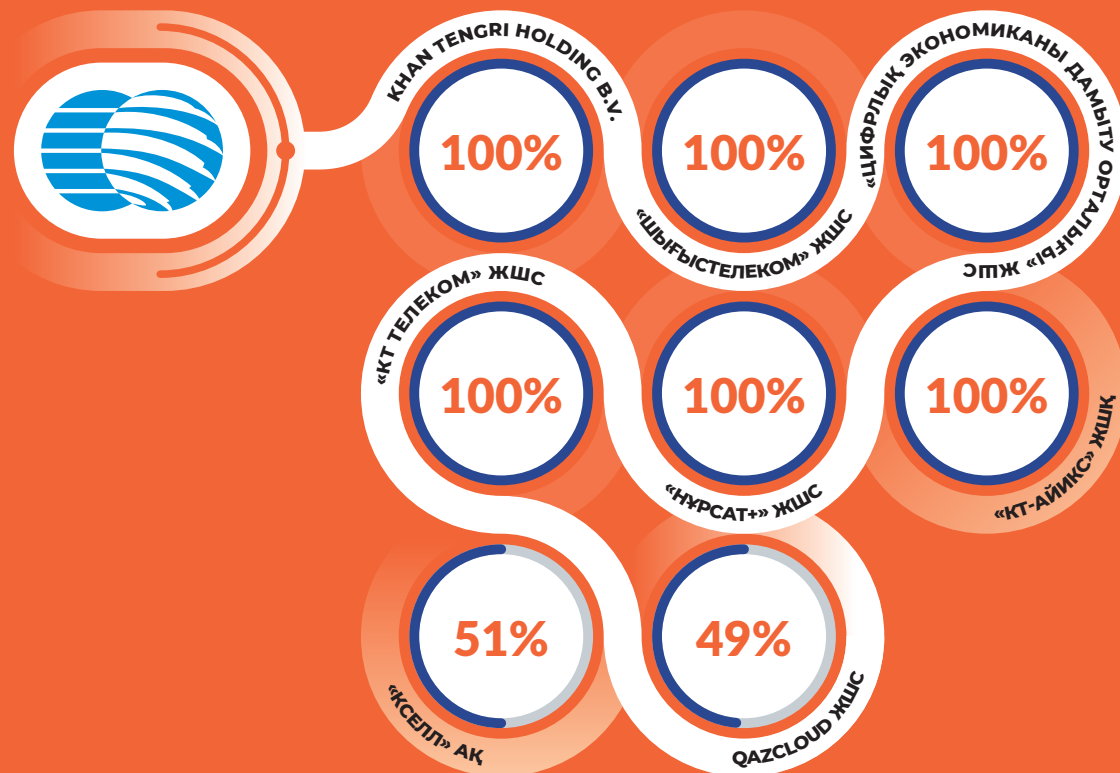 KHAN TENGRI HOLDING B.V.
100%
100%
«ШЫҒЫСТЕЛЕКОМ» ЖШС
«ЦИФРЛЫҚ ЭКОНОМИКАНЫ ДАМЫТУ ОРТАЛЫҒЫ» ЖШС
100%
«КТ ТЕЛЕКОМ» ЖШС
100%
100%
«НҰРСАТ+» ЖШС
100%
«КТ-АЙИКС» ЖШЖҚ
51%
«КСЕЛЛ» АҚ
49%
QAZCLOUD ЖШС